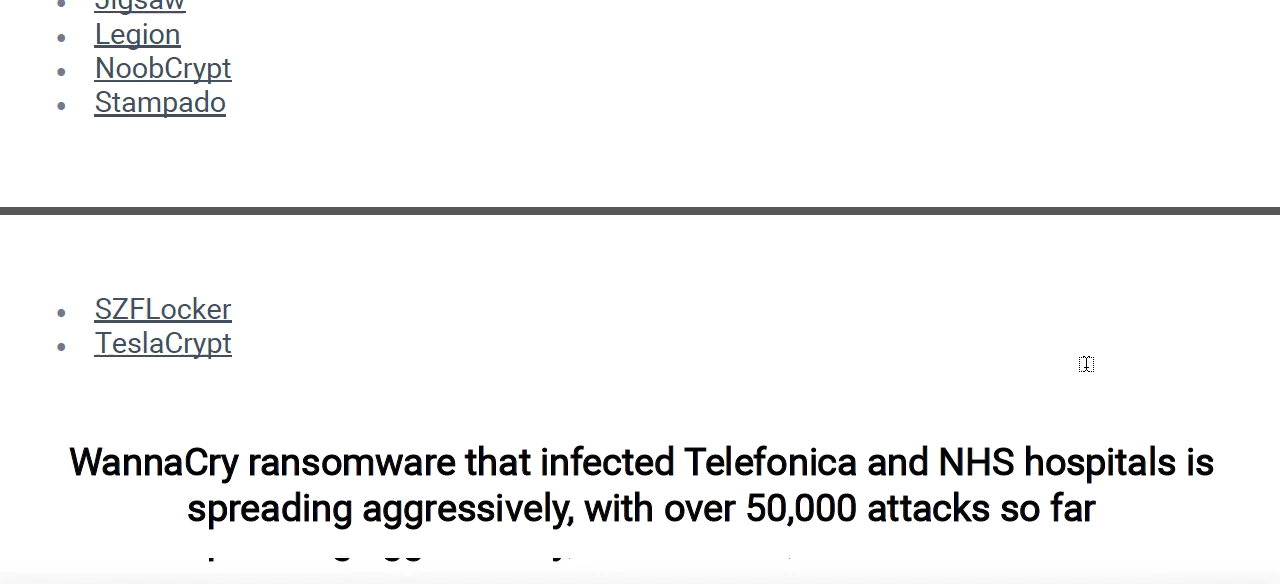 Jigsaw
Legion
NoobCrypt
Stampado
SZFLocker
TeslaCrypt
WannaCry ransomware that infected Telefonica and NHS hospitals is
spreading aggressively, with over 50,000 attacks so far